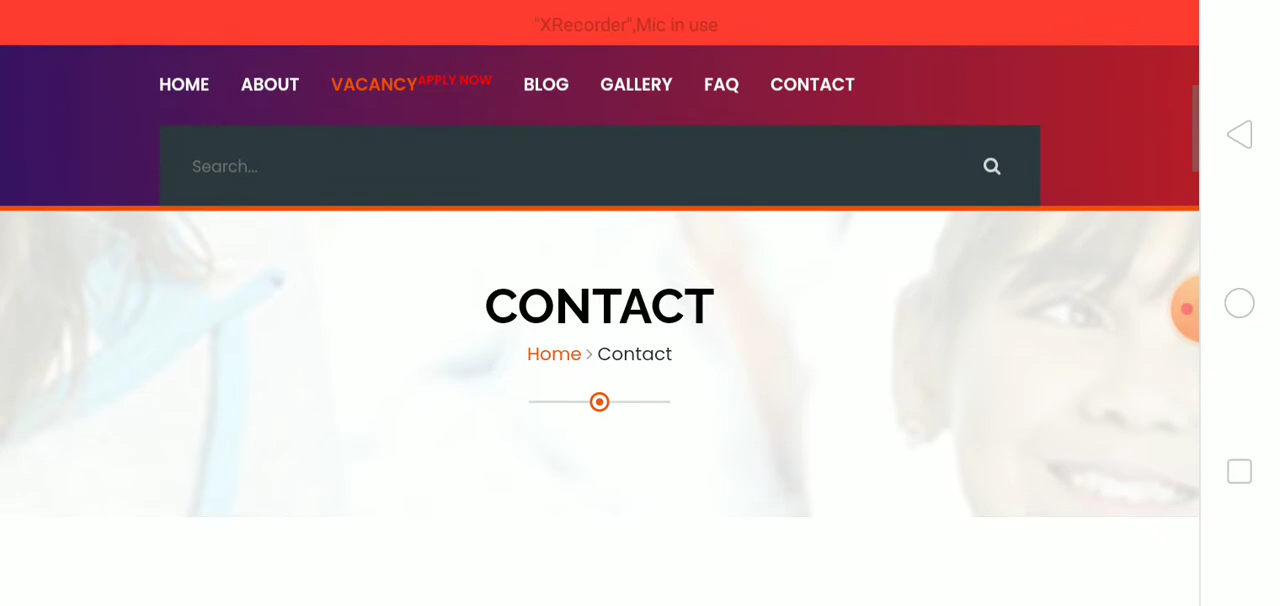 "XRecorder",Mic in use
HOME ABOUT VACANCY APPLY NOW BLOG GALLERY FAQ CONTACT
Search...
CONTACT
Home > Contact